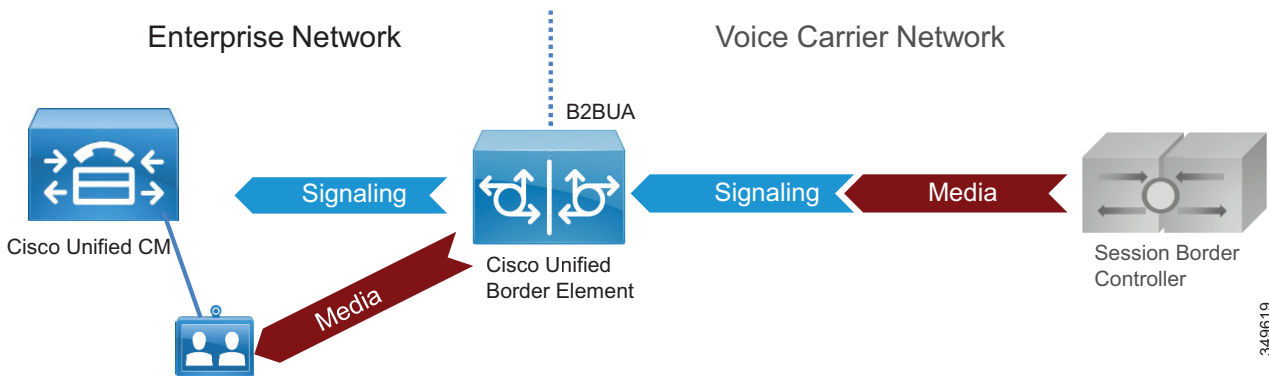 Enterprise Network
Voice Carrier Network
B2BUA
Signaling
Signaling
Media
Cisco Unified CM
Cisco Unified
Border Element
Session Border
Controller
Media
349619